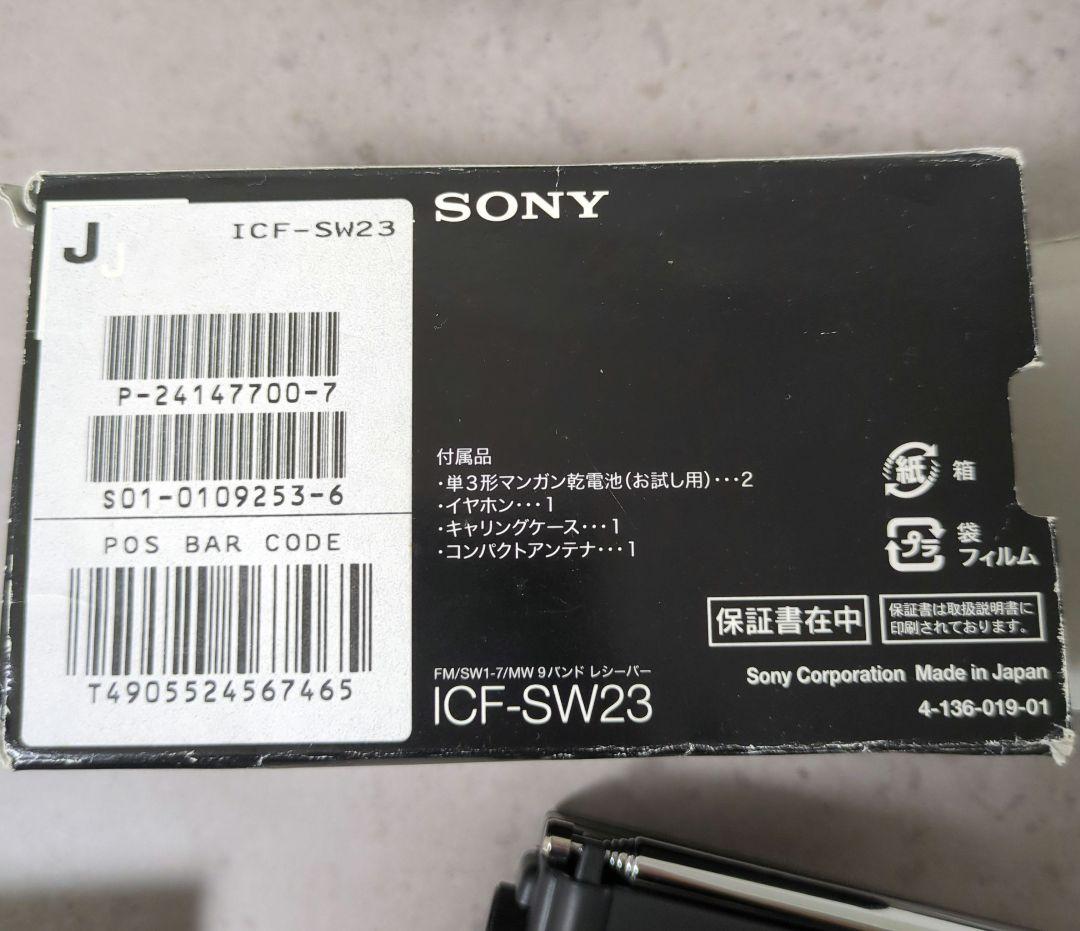 J
J
ICF-SW23
P-24147700-7
S01-0109253-6
POS BAR CODE
T4905524567465
SONY
付属品
・単3形マンガン乾電池(お試し用)・・・2
・イヤホン・・・1
・キャリングケース・・・1
・コンパクトアンテナ・・・1
紙 箱
プラ 袋
フィルム
保証書在中
保証書は取扱説明書に
印刷されております。
FM/SW1-7/MW 9バンド レシーバー
ICF-SW23
Sony Corporation Made in Japan
4-136-019-01